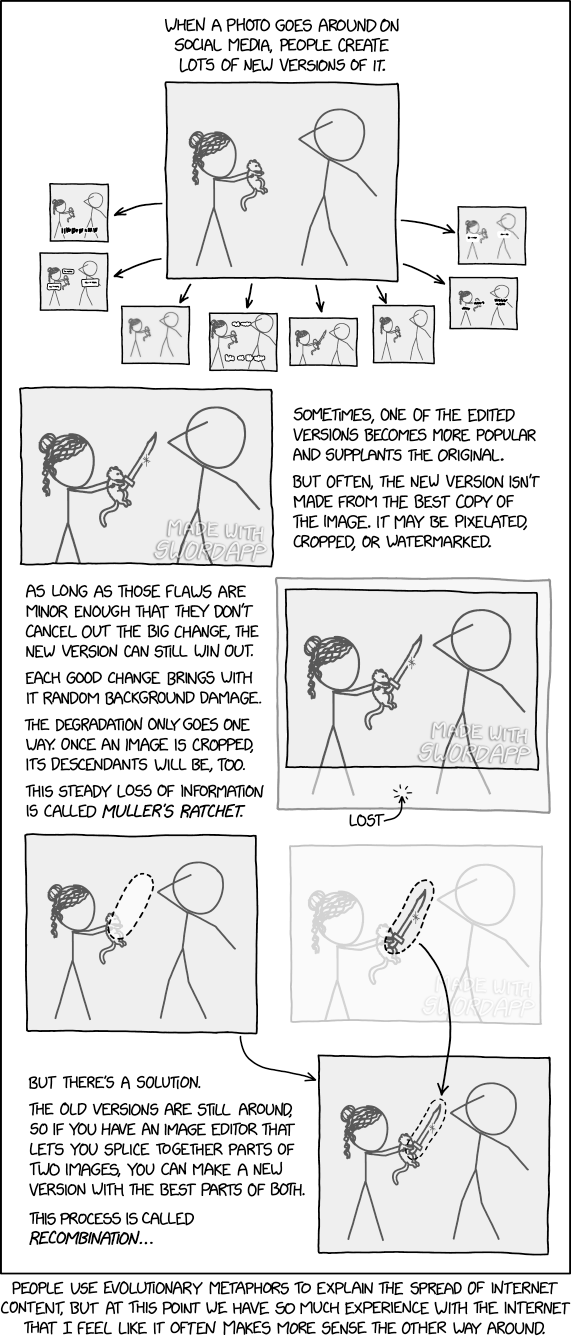 WHEN A PHOTO GOES AROUND ON
SOCIAL MEDIA, PEOPLE CREATE
LOTS OF NEW VERSIONS OF IT.
SOMETIMES, ONE OF THE EDITED
VERSIONS BECOMES MORE POPULAR
AND SUPPLANTS THE ORIGINAL.
BUT OFTEN, THE NEW VERSION ISN'T
MADE FROM THE BEST COPY OF
THE IMAGE. IT MAY BE PIXELATED,
CROPPED, OR WATERMARKED.
MADE WITH
SWORDAPP
AS LONG AS THOSE FLAWS ARE
MINOR ENOUGH THAT THEY DON'T
CANCEL OUT THE BIG CHANGE, THE
NEW VERSION CAN STILL WIN OUT.
EACH GOOD CHANGE BRINGS WITH
IT RANDOM BACKGROUND DAMAGE.
THE DEGRADATION ONLY GOES ONE
WAY. ONCE AN IMAGE IS CROPPED,
ITS DESCENDANTS WILL BE, TOO.
THIS STEADY LOSS OF INFORMATION
IS CALLED MULLER'S RATCHET.
MADE WITH
SWORDAPP
LOST
MADE WITH
SWORDAPP
BUT THERE'S A SOLUTION.
THE OLD VERSIONS ARE STILL AROUND,
SO IF YOU HAVE AN IMAGE EDITOR THAT
LETS YOU SPLICE TOGETHER PARTS OF
TWO IMAGES, YOU CAN MAKE A NEW
VERSION WITH THE BEST PARTS OF BOTH.
THIS PROCESS IS CALLED
RECOMBINATION...
PEOPLE USE EVOLUTIONARY METAPHORS TO EXPLAIN THE SPREAD OF INTERNET
CONTENT, BUT AT THIS POINT WE HAVE SO MUCH EXPERIENCE WITH THE INTERNET
THAT I FEEL LIKE IT OFTEN MAKES MORE SENSE THE OTHER WAY AROUND.